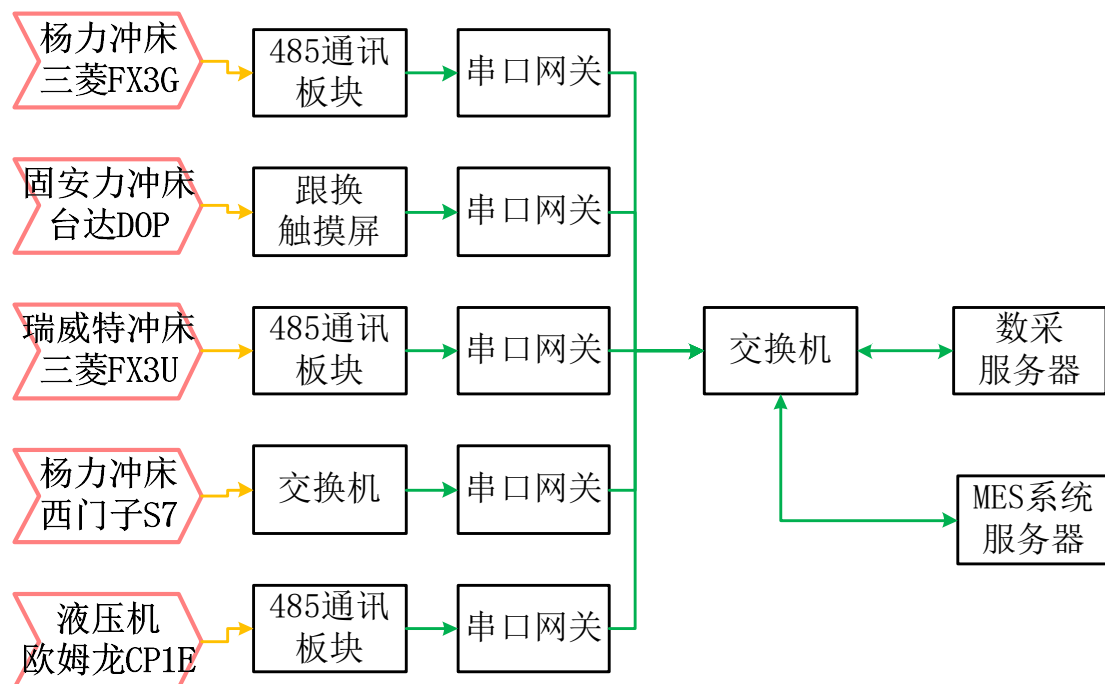 杨力冲床
三菱FX3G
485通讯
板块
串口网关
固安力冲床
台达DOP
跟换
触摸屏
串口网关
瑞威特冲床
三菱FX3U
485通讯
板块
串口网关
交换机
数采
服务器
杨力冲床
西门子S7
交换机
串口网关
MES系统
服务器
液压机
欧姆龙CP1E
485通讯
板块
串口网关